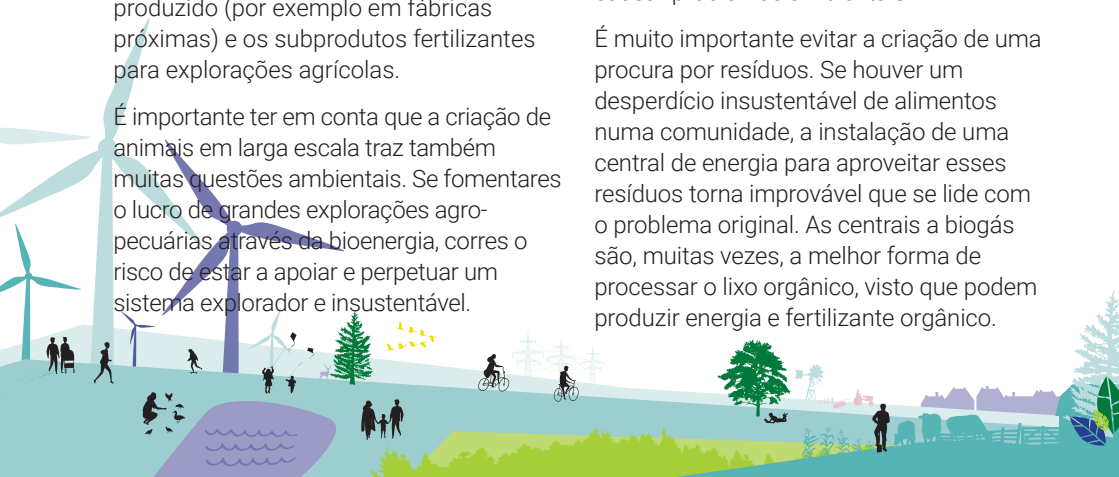 produzido (por exemplo em fábricas
próximas) e os subprodutos fertilizantes
para explorações agrícolas.
É importante ter em conta que a criação de
animais em larga escala traz também
muitas questões ambientais. Se fomentares
o lucro de grandes explorações agro-
pecuárias através da bioenergia, corres o
risco de estar a apoiar e perpetuar um
sistema explorador e insustentável.
É muito importante evitar a criação de uma
procura por resíduos. Se houver um
desperdício insustentável de alimentos
numa comunidade, a instalação de uma
central de energia para aproveitar esses
resíduos torna improvável que se lide com
o problema original. As centrais a biogás
são, muitas vezes, a melhor forma de
processar o lixo orgânico, visto que podem
produzir energia e fertilizante orgânico.